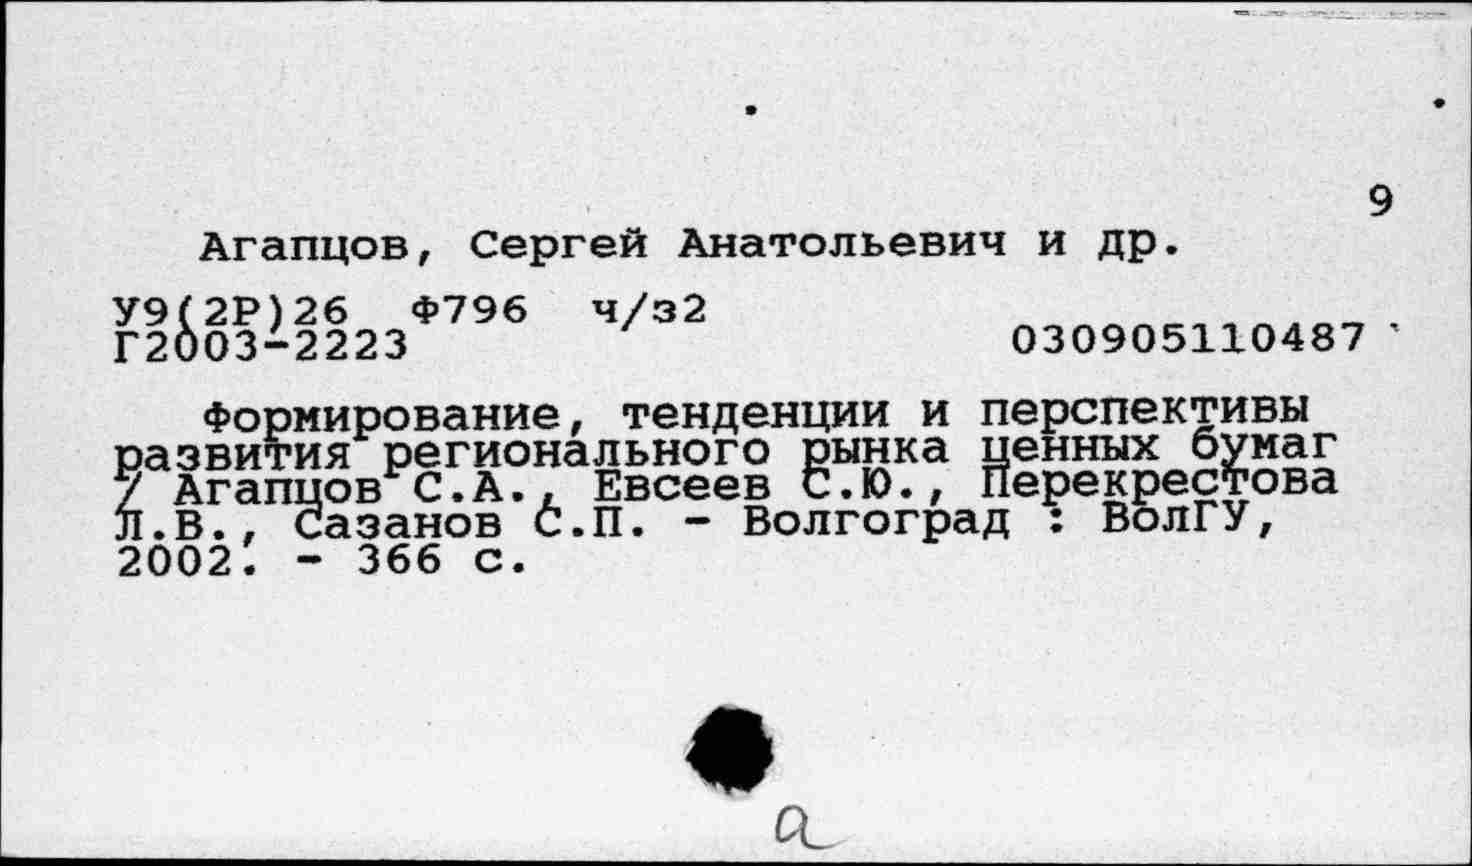 9
Агапцов, Сергей Анатольевич и др.
У9(2Р)26 Ф796 ч/з2
Г2003-2223 030905110487
Формирование, тенденции и перспективы
развития регионального рынка ценных бумаг
/ Агапцов С.А., Евсеев С.Ю., Перекрестова
Л.В., Сазанов С.П. - Волгоград : ВолГУ,
2002. - 366 с.
а